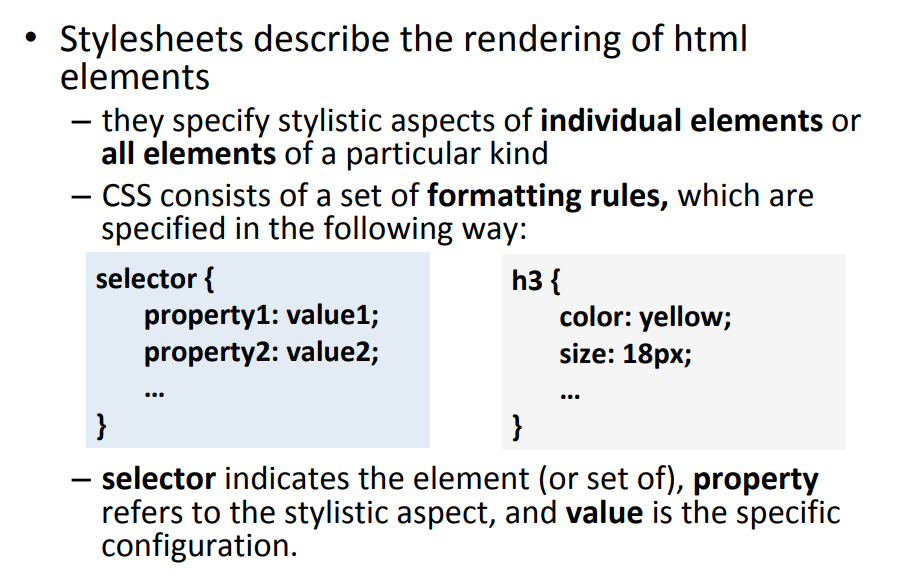 • Stylesheets describe the rendering of html
elements
– they specify stylistic aspects of individual elements or
all elements of a particular kind
– CSS consists of a set of formatting rules, which are
specified in the following way:
selector {
property1: value1;
property2: value2;
...
}
h3 {
color: yellow;
size: 18px;
...
}
– selector indicates the element (or set of), property
refers to the stylistic aspect, and value is the specific
configuration.